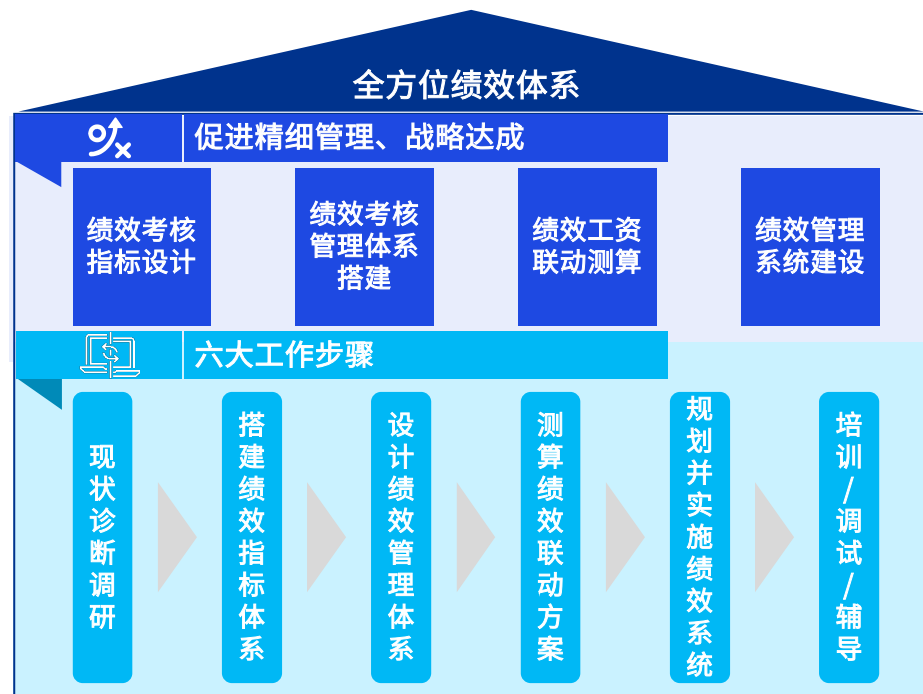 全方位绩效体系
促进精细管理、战略达成
绩效考核
指标设计
绩效考核
管理体系
搭建
绩效工资
联动测算
绩效管理
系统建设
六大工作步骤
现状诊断调研
搭建绩效指标体系
设计绩效管理体系
测算绩效联动方案
规划并实施绩效系统
培训/调试/辅导